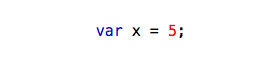 var x = 5;